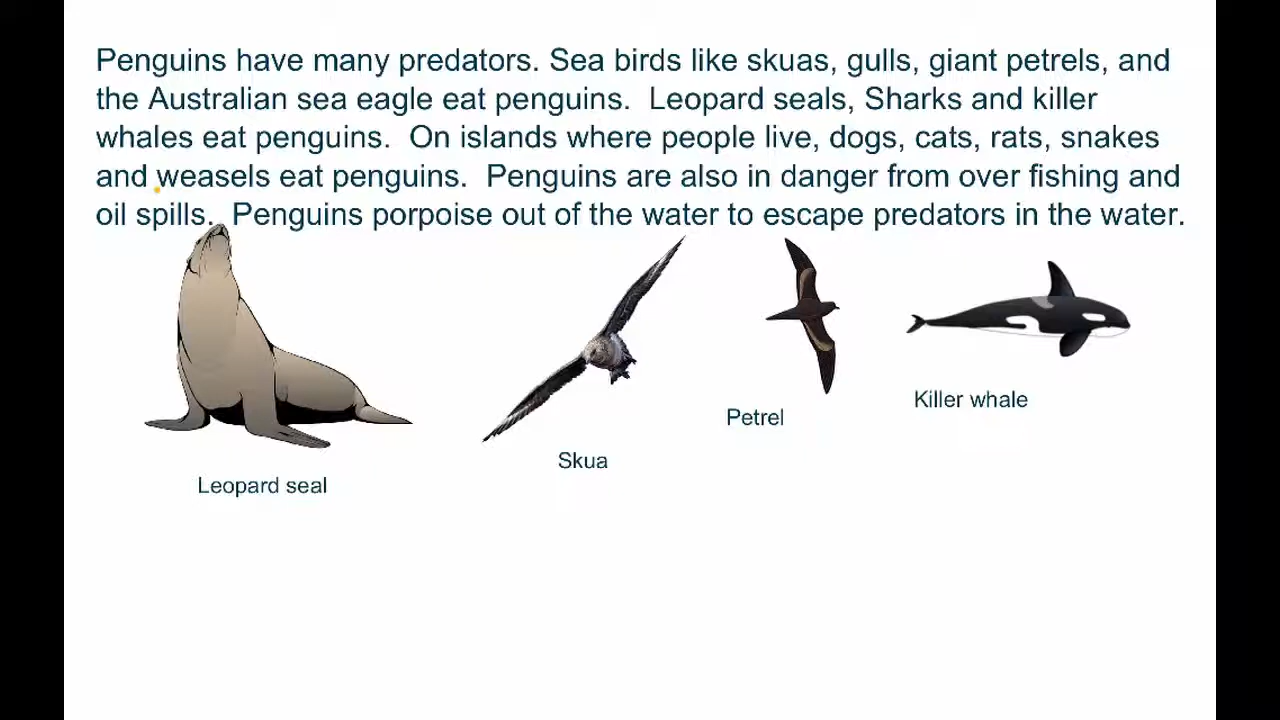 Penguins have many predators. Sea birds like skuas, gulls, giant petrels, and
the Australian sea eagle eat penguins.  Leopard seals, Sharks and killer
whales eat penguins.  On islands where people live, dogs, cats, rats, snakes
and weasels eat penguins.  Penguins are also in danger from over fishing and
oil spills.  Penguins porpoise out of the water to escape predators in the water.
Killer whale
Petrel
Skua
Leopard seal